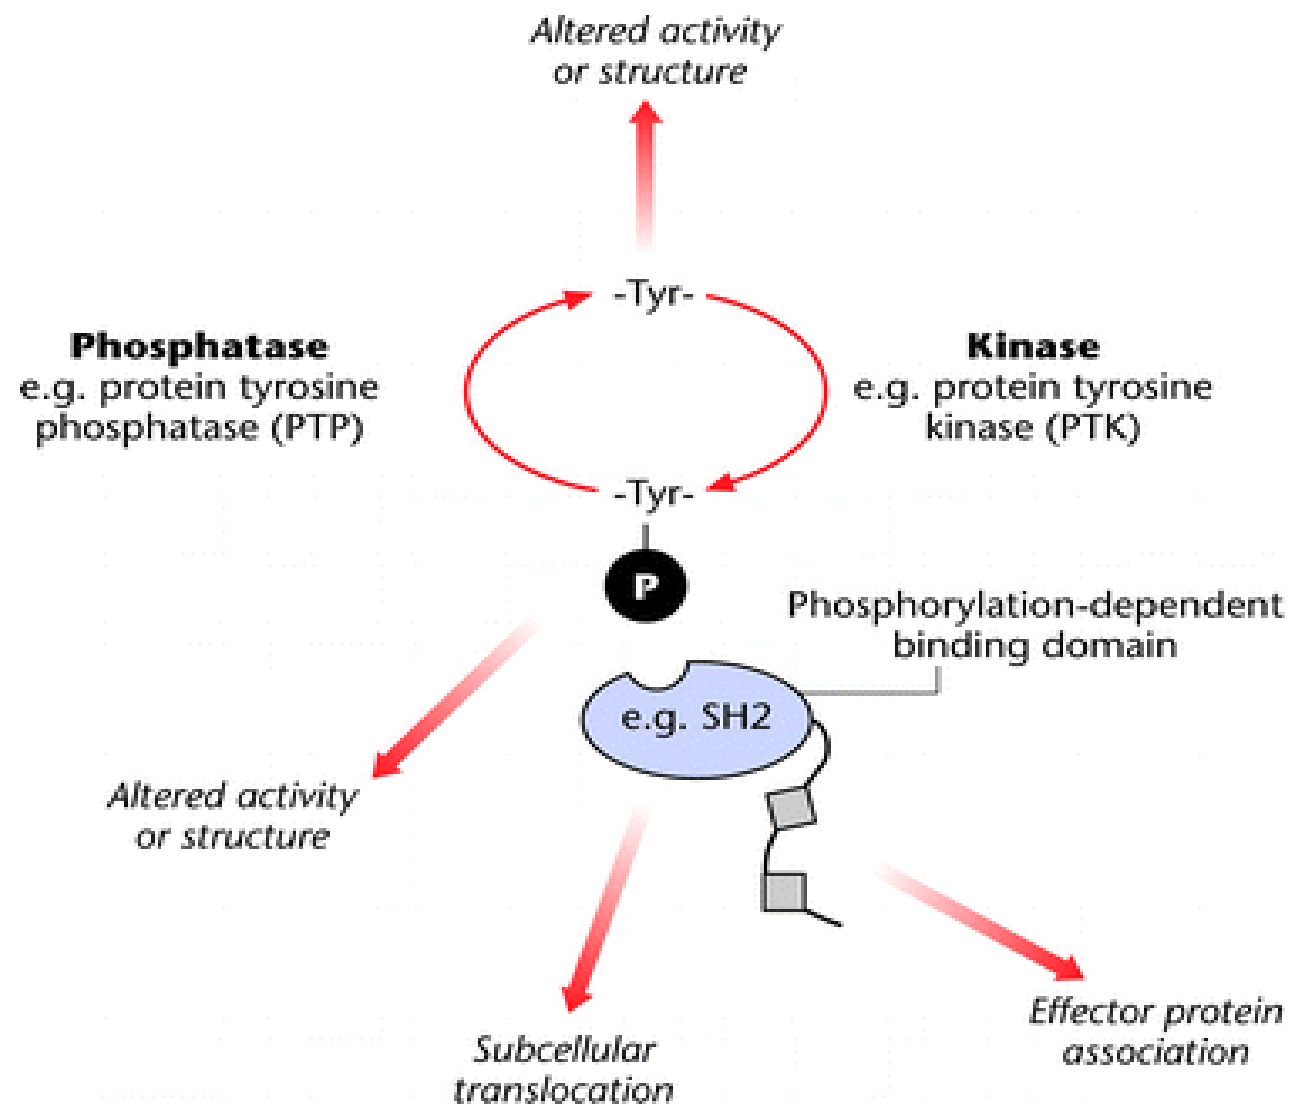 Altered activity
or structure
-Tyr-
Phosphatase
e.g. protein tyrosine
phosphatase (PTP)
Kinase
e.g. protein tyrosine
kinase (PTK)
-Tyr-
P
Phosphorylation-dependent
binding domain
e.g. SH2
Altered activity
or structure
Subcellular
translocation
Effector protein
association